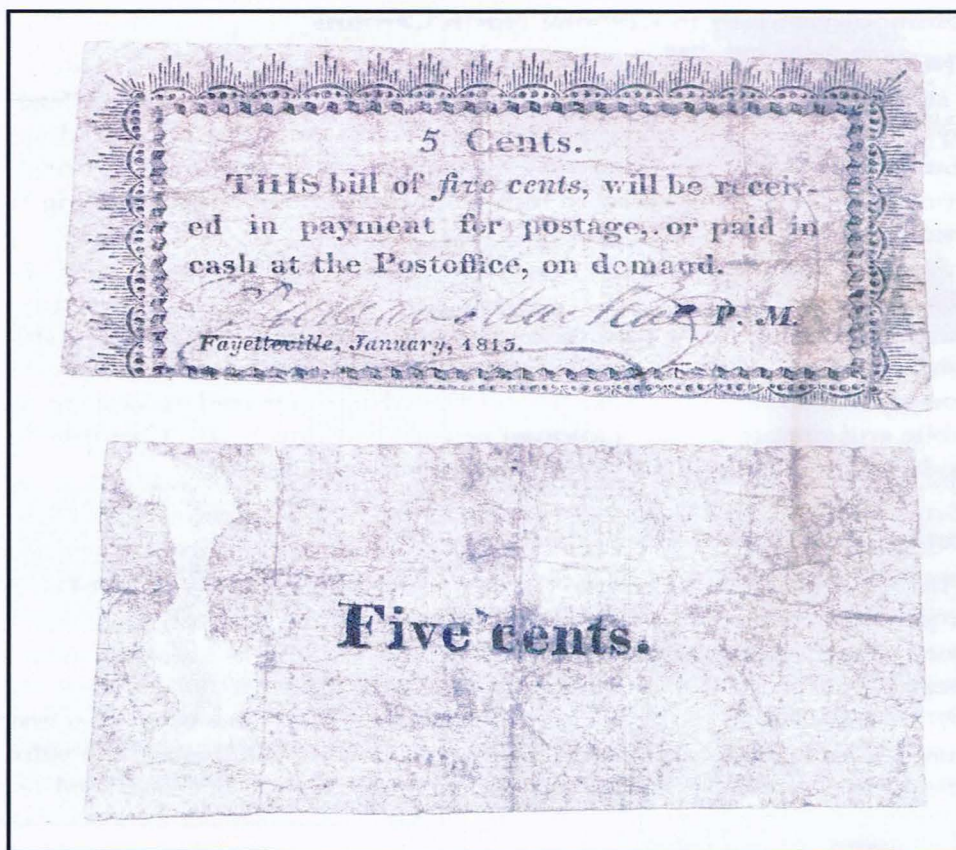 5 Cents.
THIS bill of five cents, will be receiv-
ed in payment for postage, or paid in
cash at the Postoffice, on demand.
P. M.
Fayetteville, January, 1815.
Five cents.